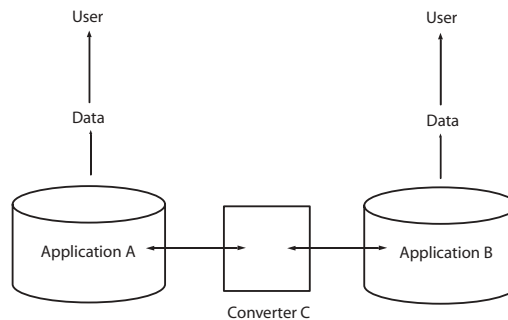 User
User
Data
Data
Application A
Application B
Converter C